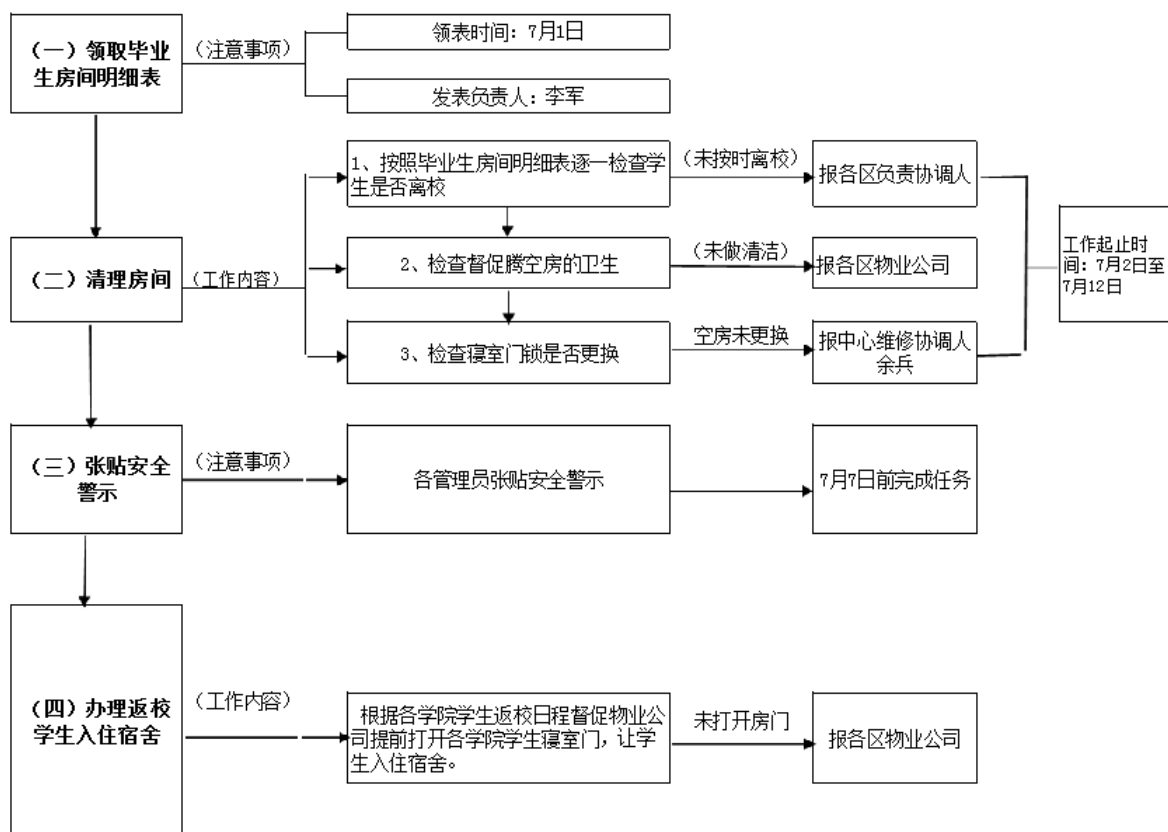 （一）领取毕业
生房间明细表
（注意事项）
领表时间：7月1日
发表负责人：李军
（二）清理房间
（工作内容）
1、按照毕业生房间明细表逐一检查学
生是否离校
（未按时离校）
报各区负责协调人
2、检查督促腾空房的卫生
（未做清洁）
报各区物业公司
3、检查寝室门锁是否更换
空房未更换
报中心维修协调人
余兵
工作起止时
间：7月2日至
7月12日
（三）张贴安全
警示
（注意事项）
各管理员张贴安全警示
7月7日前完成任务
（四）办理返校
学生入住宿舍
（工作内容）
根据各学院学生返校日程督促物业公
司提前打开各学院学生寝室门，让学
生入住宿舍。
未打开房门
报各区物业公司